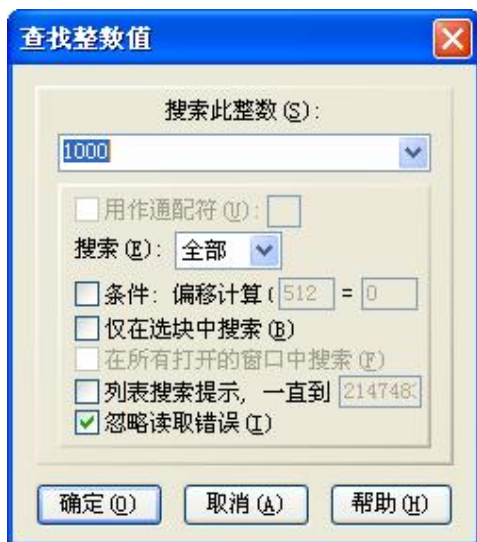 查找整数值
搜索此整数(S):
1000
用作通配符(U):
搜索(E): 全部
条件: 偏移计算( 512 = 0
仅在选块中搜索(B)
在所有打开的窗口中搜索(F)
列表搜索提示, 一直到 214748
忽略读取错误(I)
确定(O) 取消(A) 帮助(H)